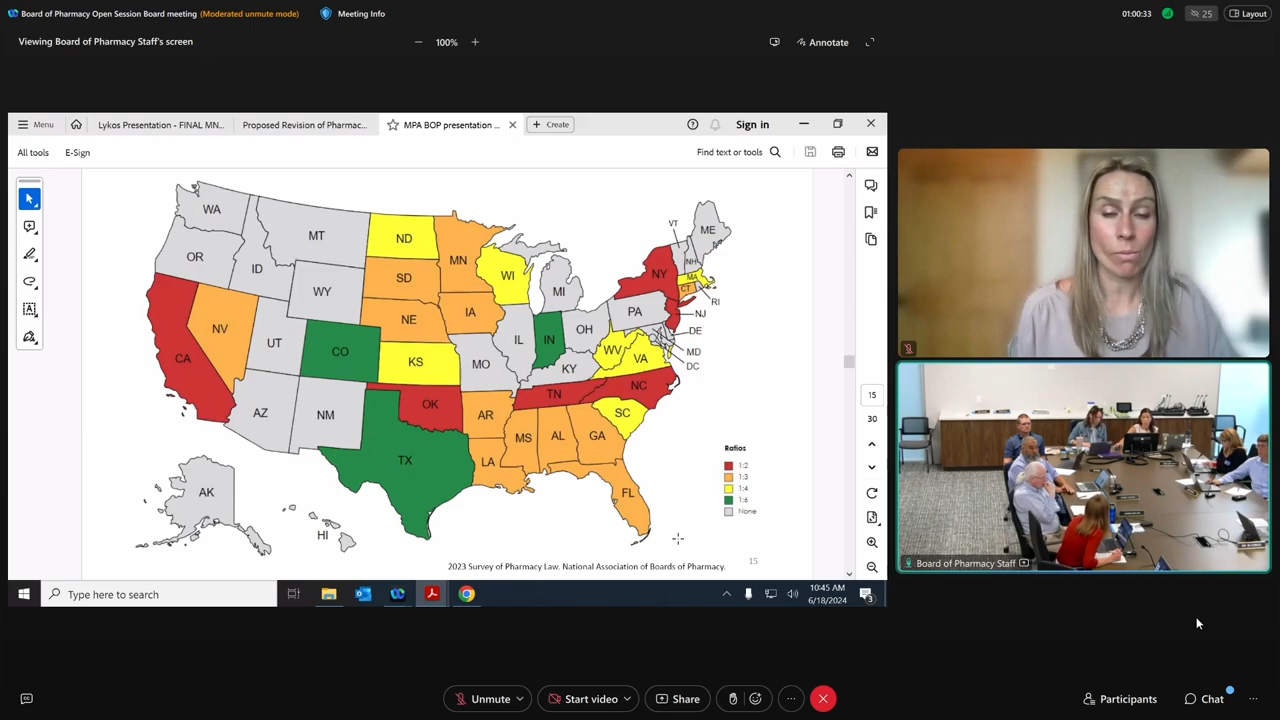 Board of Pharmacy Open Session Board meeting (Moderated unmute mode) Meeting Info 01:00:33 25 Layout
Viewing Board of Pharmacy Staff's screen 100% Annotate
Menu Lykos Presentation - FINAL MN... Proposed Revision of Pharmac... MPA BOP presentation ... Create Sign in
All tools E-Sign Find text or tools
WA
MT
ND
MN
VT
ME
OR
ID
SD
WI
NH
NY
MA
CT
RI
WY
MI
NV
NE
IA
PA
NJ
UT
CO
IL
IN
OH
DE
CA
KS
MO
WV
VA
MD
DC
KY
AZ
NM
OK
AR
TN
NC
SC
MS
AL
GA
TX
LA
FL
AK
HI
Ratios
1:2
1:3
1:4
1:6
None
15
30
2023 Survey of Pharmacy Law. National Association of Boards of Pharmacy. 15
Type here to search
10:45 AM
6/18/2024
3
Board of Pharmacy Staff
Unmute Start video Share Participants Chat